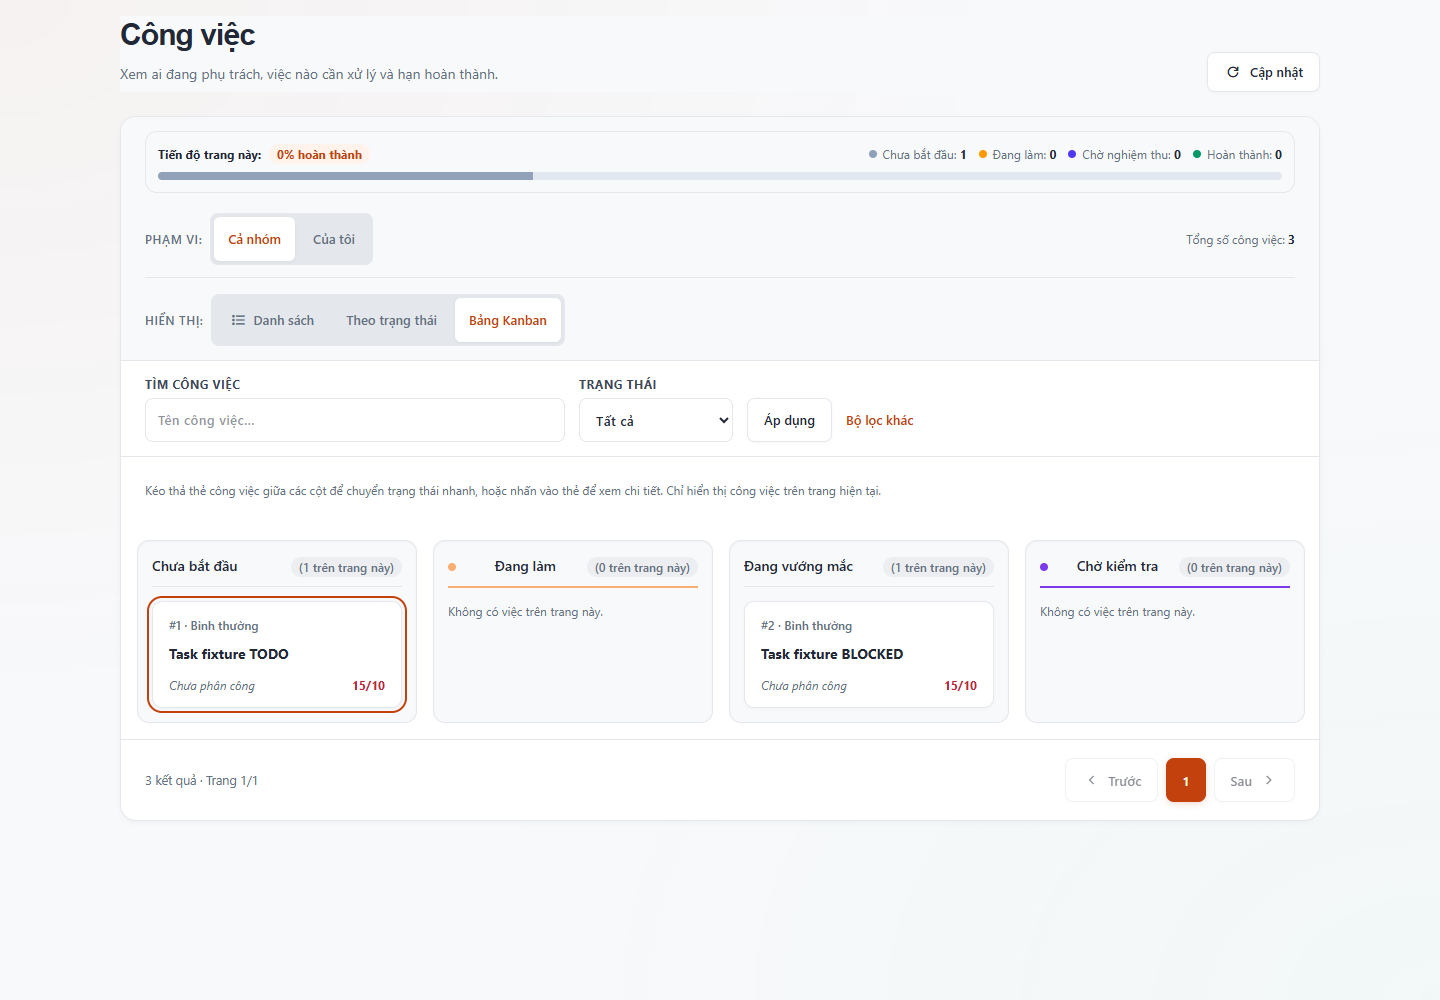 Công việc
Xem ai đang phụ trách, việc nào cần xử lý và hạn hoàn thành.
Cập nhật
Tiến độ trang này: 0% hoàn thành
Chưa bắt đầu: 1 Đang làm: 0 Chờ nghiệm thu: 0 Hoàn thành: 0
PHẠM VI: Cả nhóm Của tôi
Tổng số công việc: 3
HIỂN THỊ: Danh sách Theo trạng thái Bảng Kanban
TÌM CÔNG VIỆC
Tên công việc...
TRẠNG THÁI
Tất cả
Áp dụng
Bộ lọc khác
Kéo thả thẻ công việc giữa các cột để chuyển trạng thái nhanh, hoặc nhấn vào thẻ để xem chi tiết. Chỉ hiển thị công việc trên trang hiện tại.
Chưa bắt đầu (1 trên trang này)
#1 · Bình thường
Task fixture TODO
Chưa phân công 15/10
Đang làm (0 trên trang này)
Không có việc trên trang này.
Đang vướng mắc (1 trên trang này)
#2 · Bình thường
Task fixture BLOCKED
Chưa phân công 15/10
Chờ kiểm tra (0 trên trang này)
Không có việc trên trang này.
3 kết quả · Trang 1/1
Trước 1 Sau